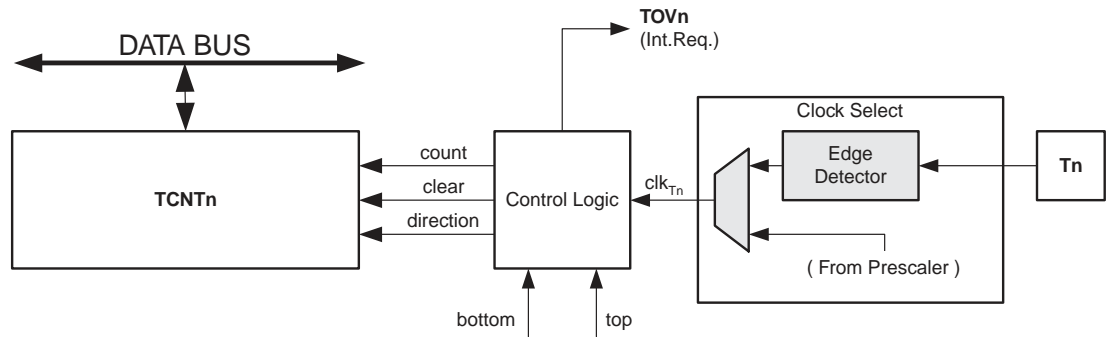 TOVn
(Int.Req.)
DATA BUS
Clock Select
count
clear
direction
TCNTn
Control Logic
clkTn
Edge
Detector
Tn
( From Prescaler )
bottom
top